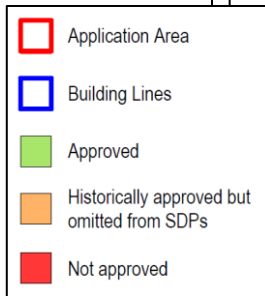 Application Area
Building Lines
Approved
Historically approved but
omitted from SDPs
Not approved